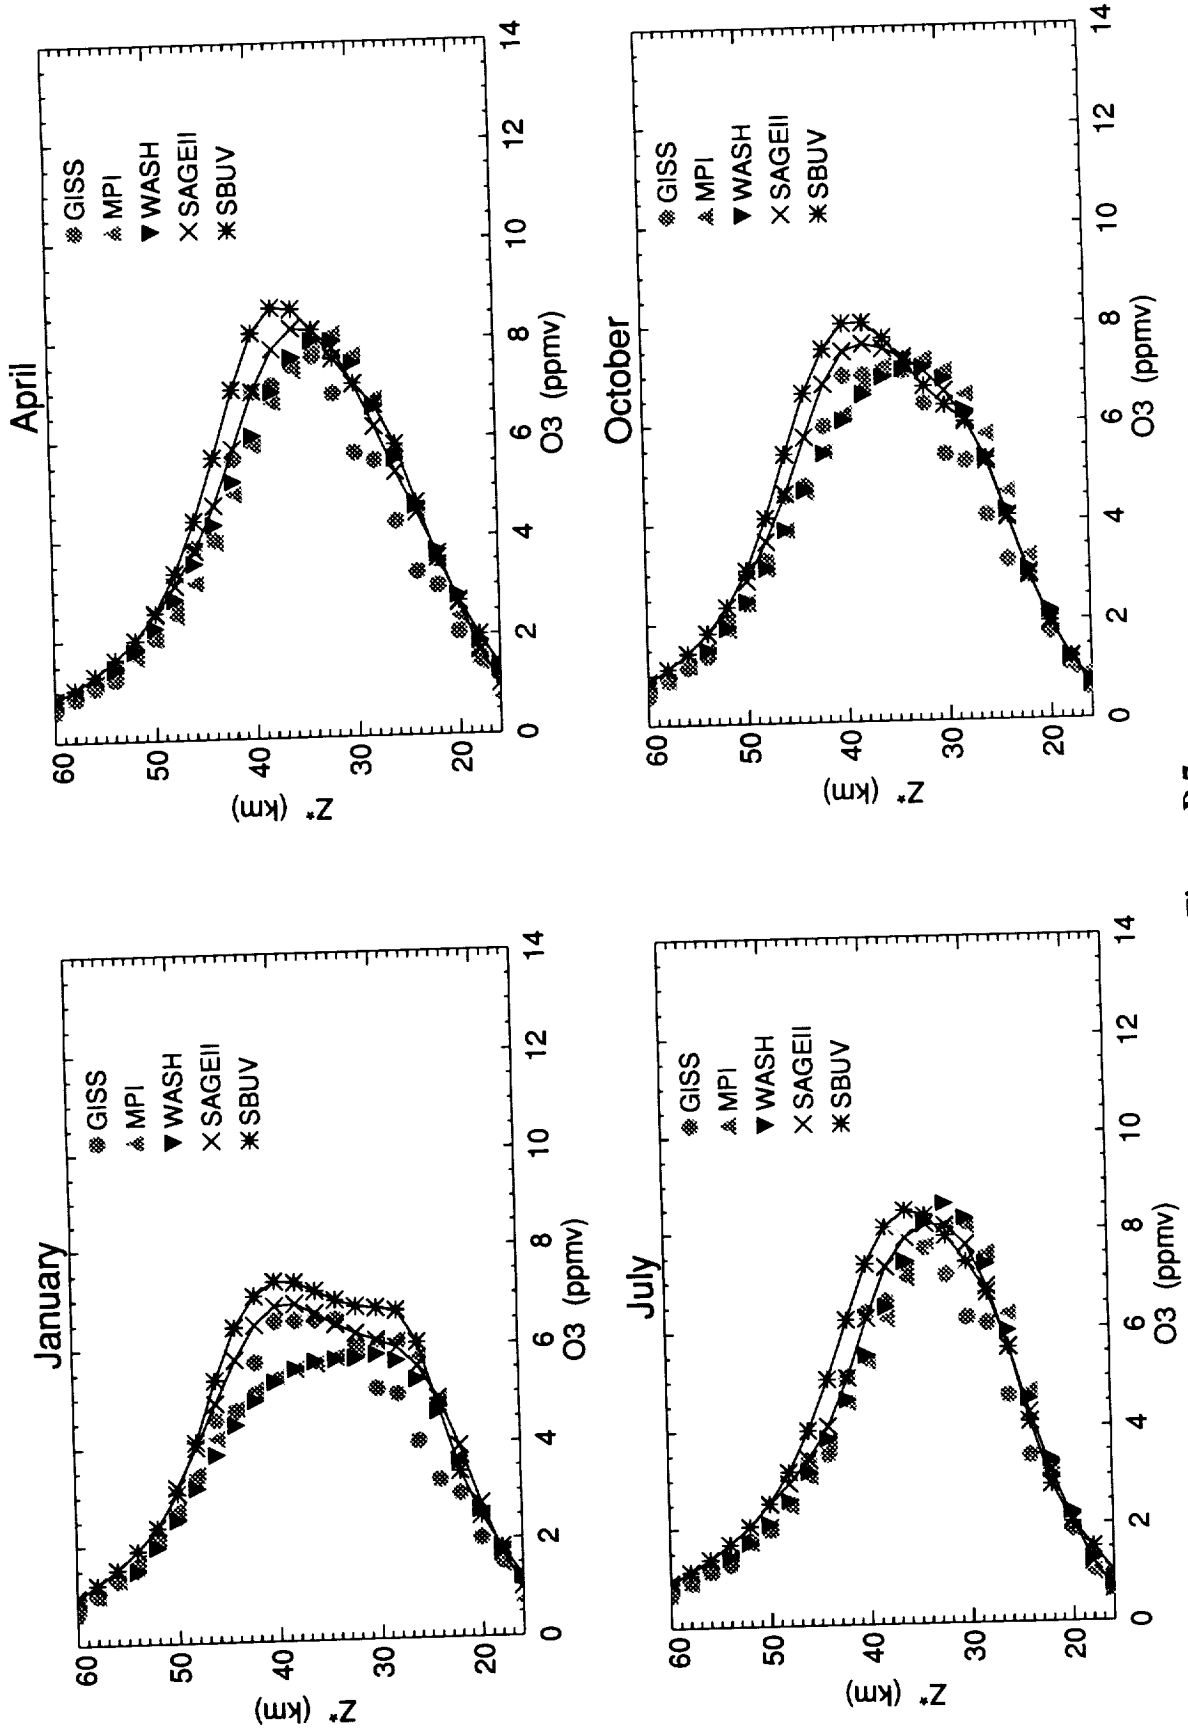 January
GISS
MPI
WASH
SAGEII
SBUV
Z* (km)
60
50
40
30
20
0
2
4
6
8
10
12
14
O3 (ppmv)
April
GISS
MPI
WASH
SAGEII
SBUV
Z* (km)
60
50
40
30
20
0
2
4
6
8
10
12
14
O3 (ppmv)
July
GISS
MPI
WASH
SAGEII
SBUV
Z* (km)
60
50
40
30
20
0
2
4
6
8
10
12
14
O3 (ppmv)
October
GISS
MPI
WASH
SAGEII
SBUV
Z* (km)
60
50
40
30
20
0
2
4
6
8
10
12
14
O3 (ppmv)